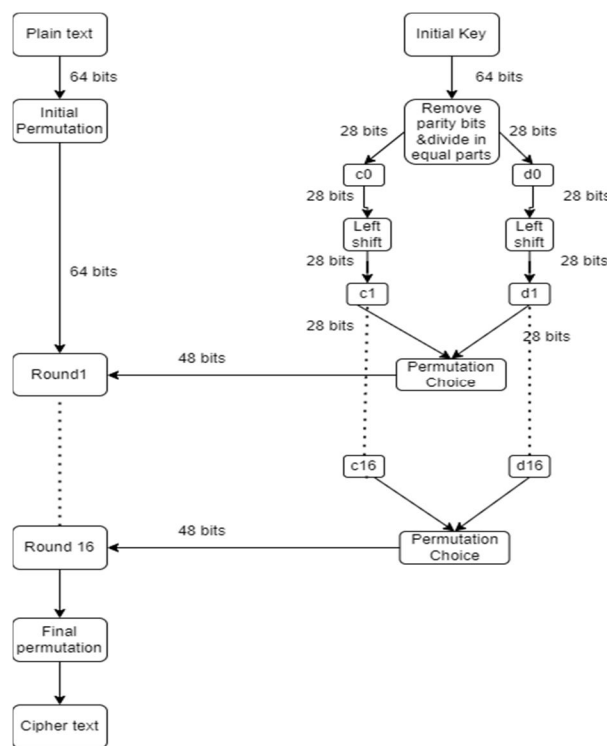 Plain text
Initial Key
64 bits
64 bits
Initial
Permutation
Remove
parity bits
&divide in
equal parts
28 bits
28 bits
c0
d0
28 bits
28 bits
Left
shift
Left
shift
28 bits
28 bits
64 bits
c1
d1
28 bits
28 bits
Round1
48 bits
Permutation
Choice
c16
d16
Round 16
48 bits
Permutation
Choice
Final
permutation
Cipher text